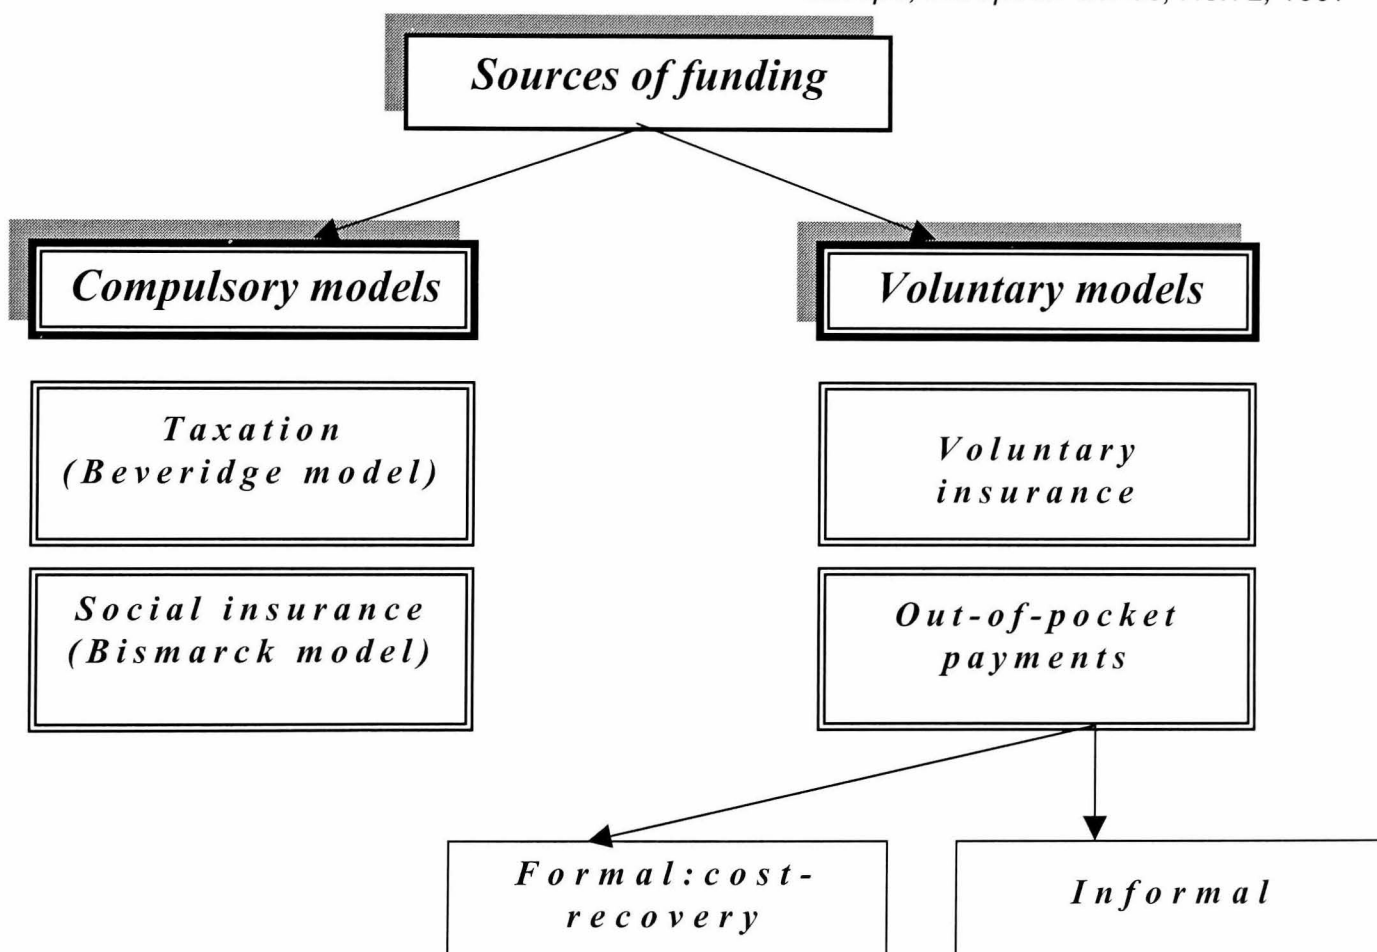 Sources of funding
Compulsory models
Voluntary models
Taxation
(Beveridge model)
Voluntary
insurance
Social insurance
(Bismarck model)
Out-of-pocket
payments
Formal:cost-
recovery
Informal